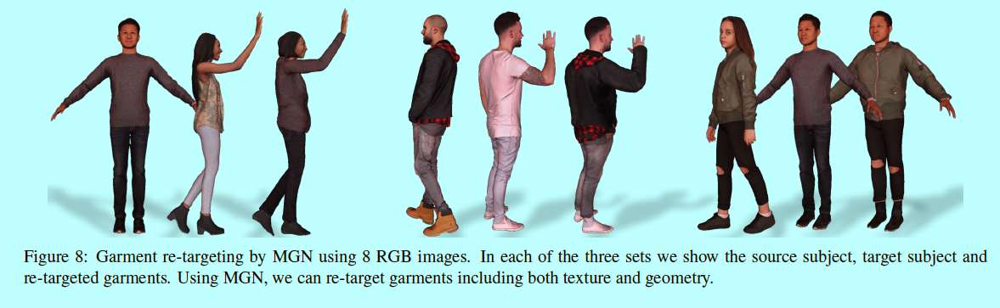 Figure 8: Garment re-targeting by MGN using 8 RGB images. In each of the three sets we show the source subject, target subject and
re-targeted garments. Using MGN, we can re-target garments including both texture and geometry.